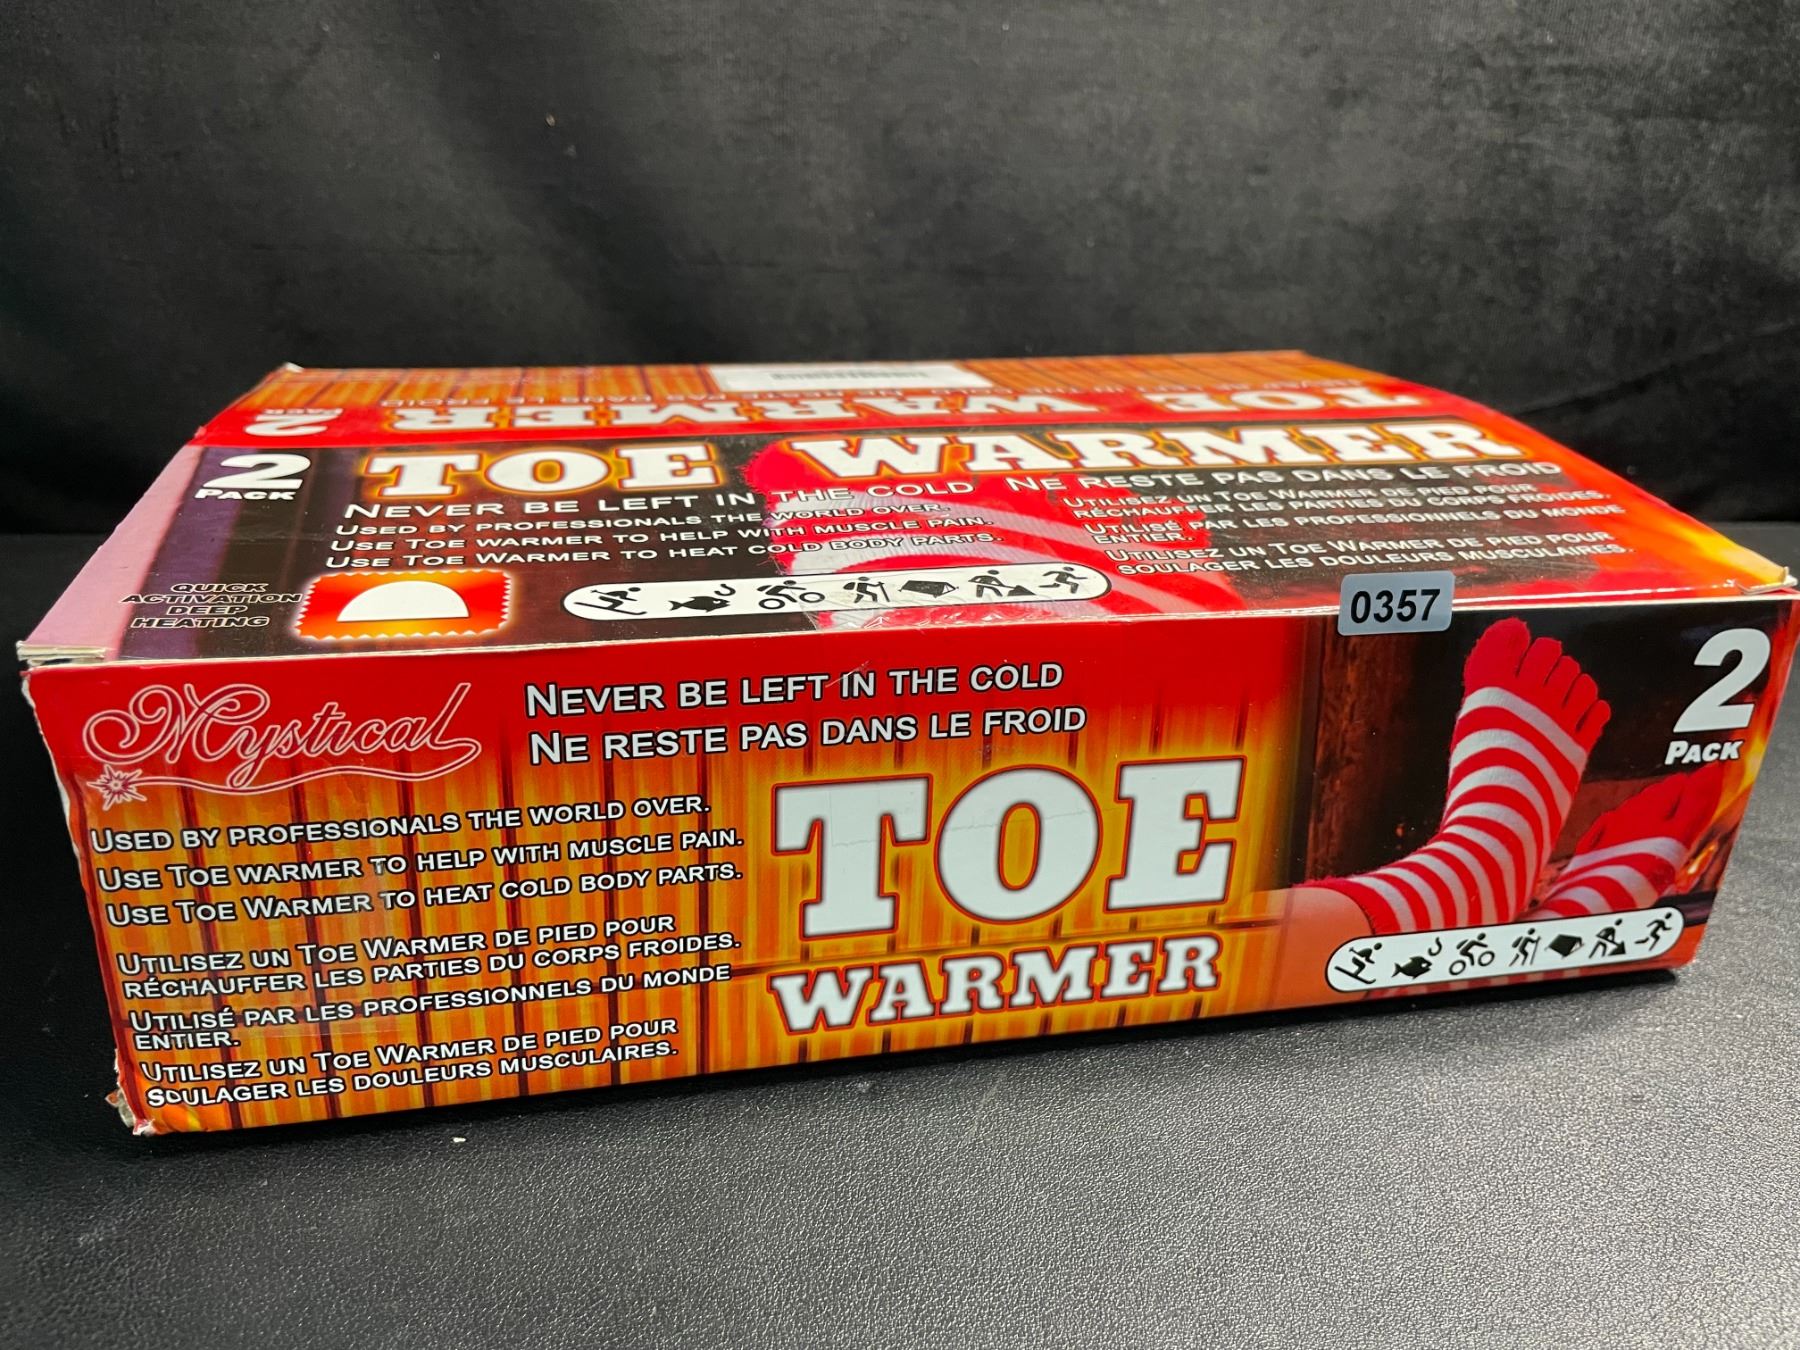 TOE WARMER
2
PACK
2
PACK
TOE WARMER
NEVER BE LEFT IN THE COLD NE RESTE PAS DANS LE FROID
USED BY PROFESSIONALS THE WORLD OVER.
USE TOE WARMER TO HELP WITH MUSCLE PAIN.
USE TOE WARMER TO HEAT COLD BODY PARTS.
UTILISEZ UN TOE WARMER DE PIED POUR
RÉCHAUFFER LES PARTIES DU CORPS FROIDES.
UTILISÉ PAR LES PROFESSIONNELS DU MONDE
ENTIER.
UTILISEZ UN TOE WARMER DE PIED POUR
SOULAGER LES DOULEURS MUSCULAIRES.
QUICK
ACTIVATION
DEEP
HEATING
0357
Mystical
NEVER BE LEFT IN THE COLD
NE RESTE PAS DANS LE FROID
2
PACK
USED BY PROFESSIONALS THE WORLD OVER.
USE TOE WARMER TO HELP WITH MUSCLE PAIN.
USE TOE WARMER TO HEAT COLD BODY PARTS.
UTILISEZ UN TOE WARMER DE PIED POUR
RÉCHAUFFER LES PARTIES DU CORPS FROIDES.
UTILISÉ PAR LES PROFESSIONNELS DU MONDE
ENTIER.
UTILISEZ UN TOE WARMER DE PIED POUR
SOULAGER LES DOULEURS MUSCULAIRES.
TOE
WARMER